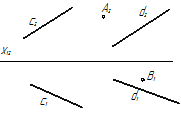 c₂ A₂ d₂
x₁₂
c₁ d₁ B₁